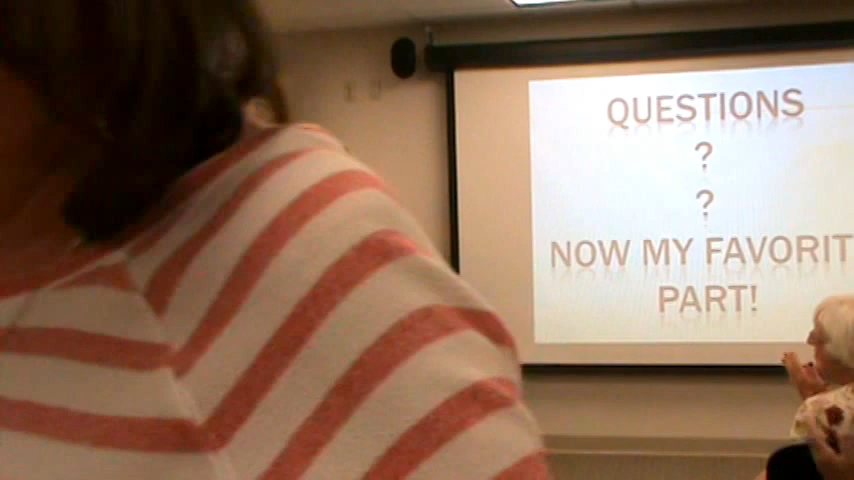 QUESTIONS
?
?
NOW MY FAVORIT
PART!